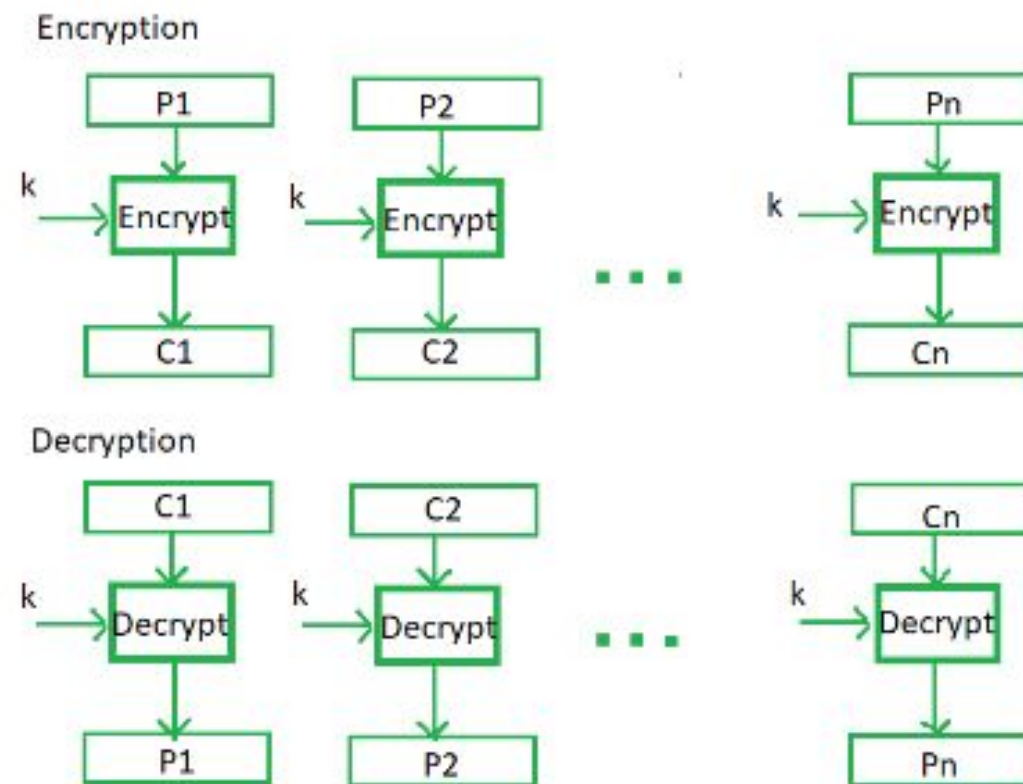 Encryption
P1 P2 Pn
k k k
Encrypt Encrypt Encrypt
C1 C2 Cn
Decryption
C1 C2 Cn
k k k
Decrypt Decrypt Decrypt
P1 P2 Pn